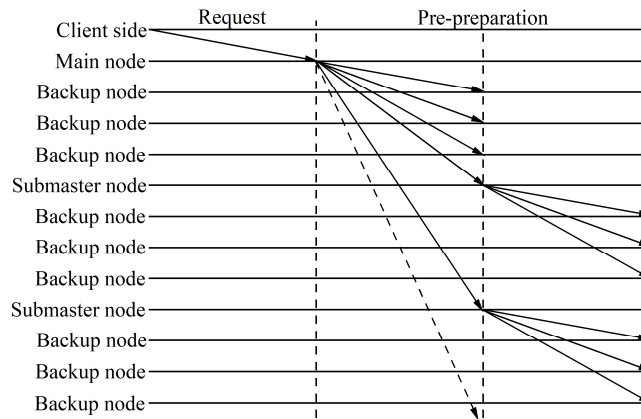 Request
Pre-preparation
Client side
Main node
Backup node
Backup node
Backup node
Submaster node
Backup node
Backup node
Backup node
Submaster node
Backup node
Backup node
Backup node